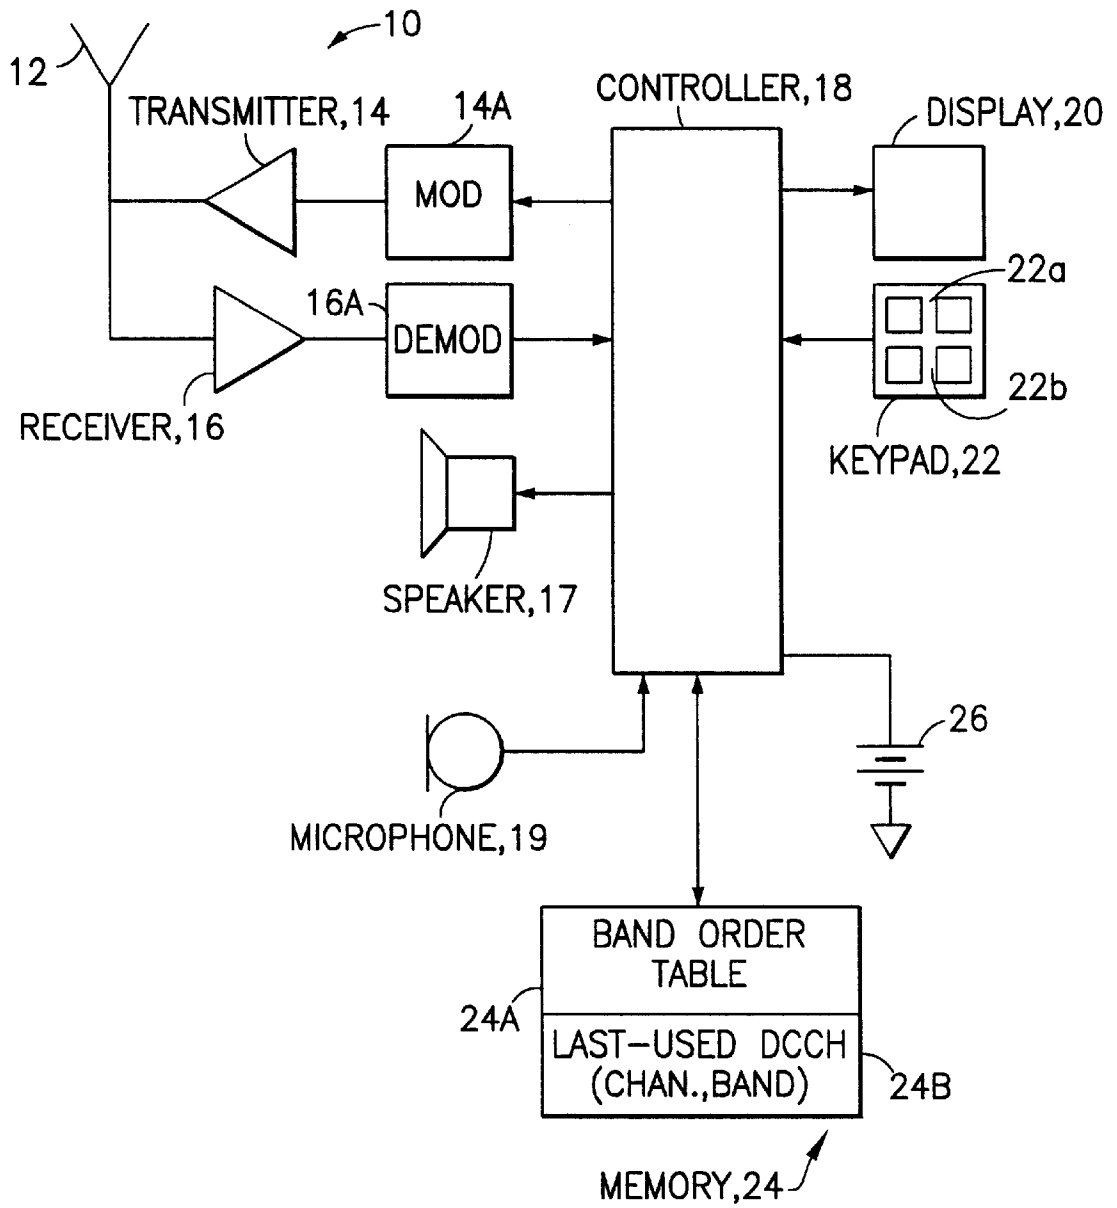 10
12
TRANSMITTER,14
14A
CONTROLLER,18
DISPLAY,20
MOD
16A
DEMOD
22a
22b
RECEIVER,16
KEYPAD,22
SPEAKER,17
26
MICROPHONE,19
BAND ORDER
TABLE
24A
LAST-USED DCCH
(CHAN.,BAND)
24B
MEMORY,24